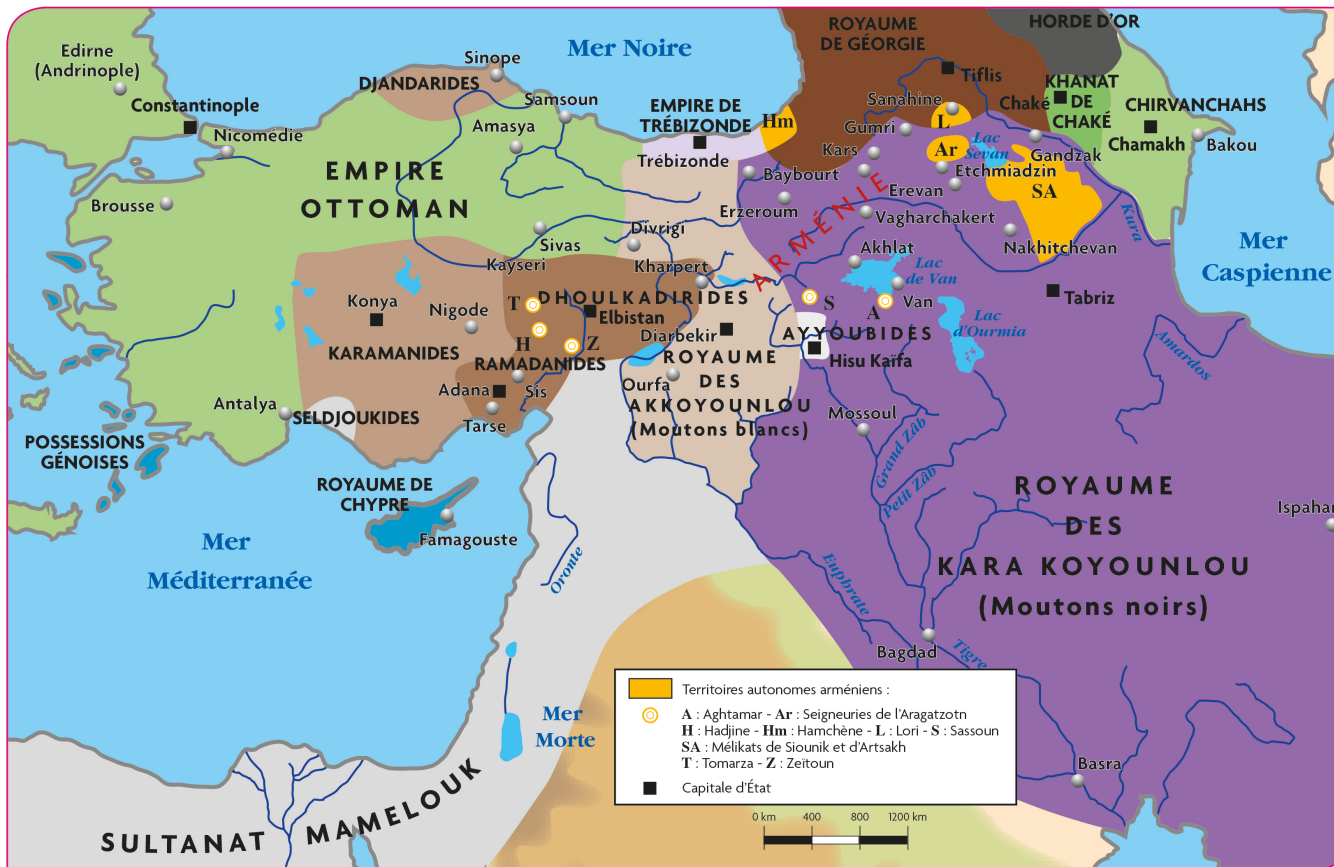 ROYAUME
DE GÉORGIE
HORDE D'OR
Mer Noire
Edirne
(Andrinople)
Constantinople
Nicomédie
Sinope
DJANDARIDES
Samsoun
Amasya
EMPIRE DE
TRÉBIZONDE
Trébizonde
Hm
Tiflis
Sanahine
L
Gumri
Chaké
KHANAT
DE
CHAKÉ
CHIRVANCHAHS
Chamakh
Bakou
Kars
Ar
Lac
Sevan
Gandzak
Etchmiadzin
Erevan
SA
Baybourt
Erzeroum
Vagharchakert
Nakhitchevan
Kura
Mer
Caspienne
EMPIRE
OTTOMAN
Brousse
Sivas
Divrigi
Kayseri
Kharpert
ARMÉNIE
Akhlat
Lac
de Van
Van
Tabriz
Konya
Nigode
T
DHOULKADIRIDES
Elbistan
S
A
Lac
d'Ourmia
KARAMANIDES
H
Z
RAMADANIDES
Diarbekir
AYYOUBIDES
Hisu Kaïfa
Amardos
ROYAUME
DES
AKKOYOUNLOU
(Moutons blancs)
Ourfa
Adana
Sis
Tarse
Antalya
SELDJOUKIDES
Mossoul
Grand Zâb
Petit Zâb
POSSESSIONS
GÉNOISES
ROYAUME DE
CHYPRE
Famagouste
Mer
Méditerranée
Oronte
Euphrate
ROYAUME
DES
KARA KOYOUNLOU
(Moutons noirs)
Ispahan
Bagdad
Tigre
Mer
Morte
Basra
SULTANAT MAMELOUK
Territoires autonomes arméniens :
A : Aghtamar - Ar : Seigneuries de l'Aragatzotn
H : Hadjine - Hm : Hamchène - L : Lori - S : Sassoun
SA : Mélikats de Siounik et d'Artsakh
T : Tomarza - Z : Zeïtoun
Capitale d'État
0 km 400 800 1200 km